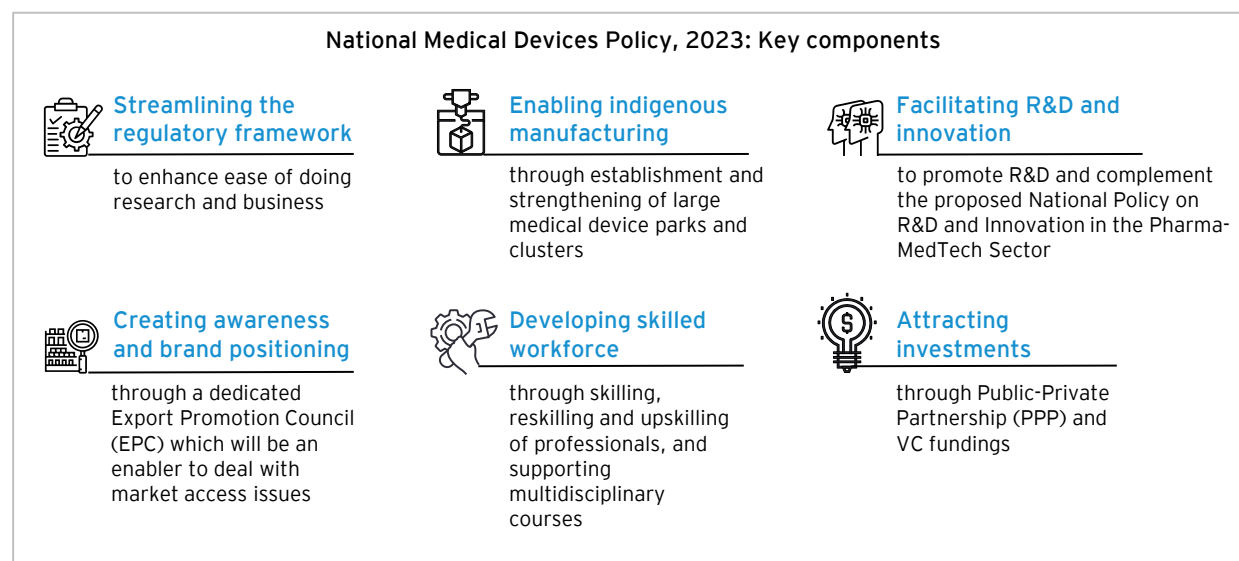 National Medical Devices Policy, 2023: Key components
Streamlining the
regulatory framework
to enhance ease of doing
research and business
Enabling indigenous
manufacturing
through establishment and
strengthening of large
medical device parks and
clusters
Facilitating R&D and
innovation
to promote R&D and complement
the proposed National Policy on
R&D and Innovation in the Pharma-
MedTech Sector
Creating awareness
and brand positioning
through a dedicated
Export Promotion Council
(EPC) which will be an
enabler to deal with
market access issues
Developing skilled
workforce
through skilling,
reskilling and upskilling
of professionals, and
supporting
multidisciplinary
courses
$
Attracting
investments
through Public-Private
Partnership (PPP) and
VC fundings